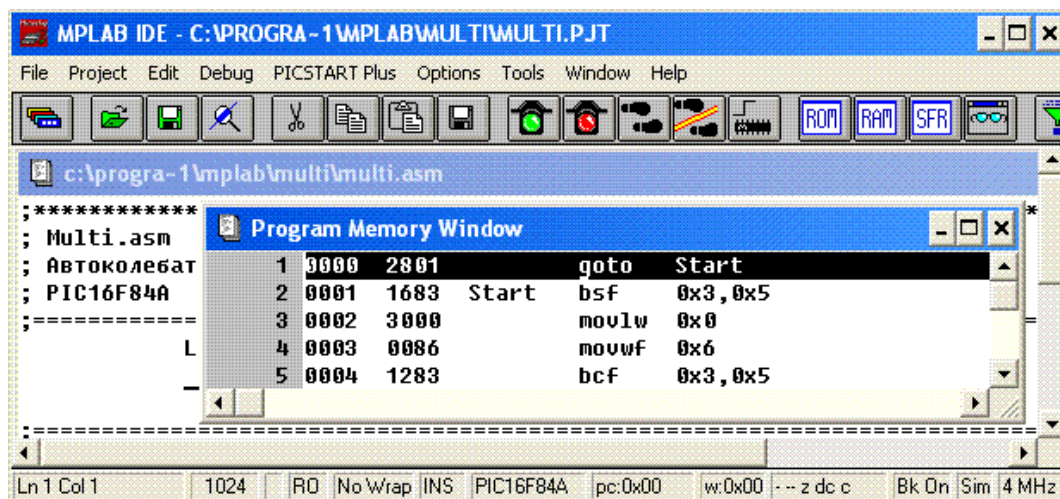 MPLAB IDE - C:\PROGRA~1\MPLAB\MULTI\MULTI.PJT
File Project Edit Debug PICSTART Plus Options Tools Window Help
ROM RAM SFR
c:\progra~1\mplab\multi\multi.asm
;************ *
; Multi.asm
; Автоколебат
; PIC16F84A
;============ =
L
_
Program Memory Window
1 0000 2801 goto Start
2 0001 1683 Start bsf 0x3,0x5
3 0002 3000 movlw 0x0
4 0003 0086 movwf 0x6
5 0004 1283 bcf 0x3,0x5
Ln 1 Col 1 1024 RO No Wrap INS PIC16F84A pc:0x00 w:0x00 - -- z dc c Bk On Sim 4 MHz